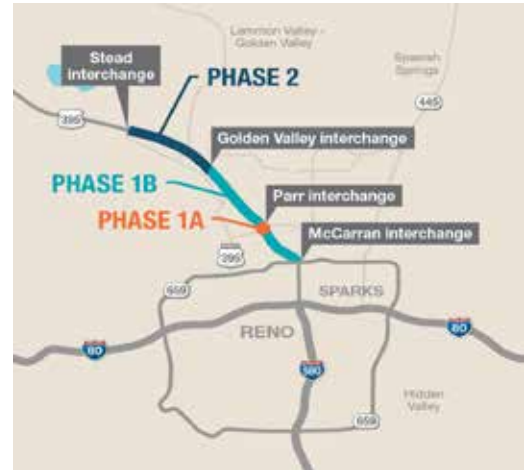 Lemmon Valley -
Golden Valley
Stead
interchange
Spanish
Springs
PHASE 2
445
395
Golden Valley interchange
PHASE 1B
Parr interchange
PHASE 1A
McCarran interchange
395
659
SPARKS
RENO
80
80
580
Hidden
Valley
659